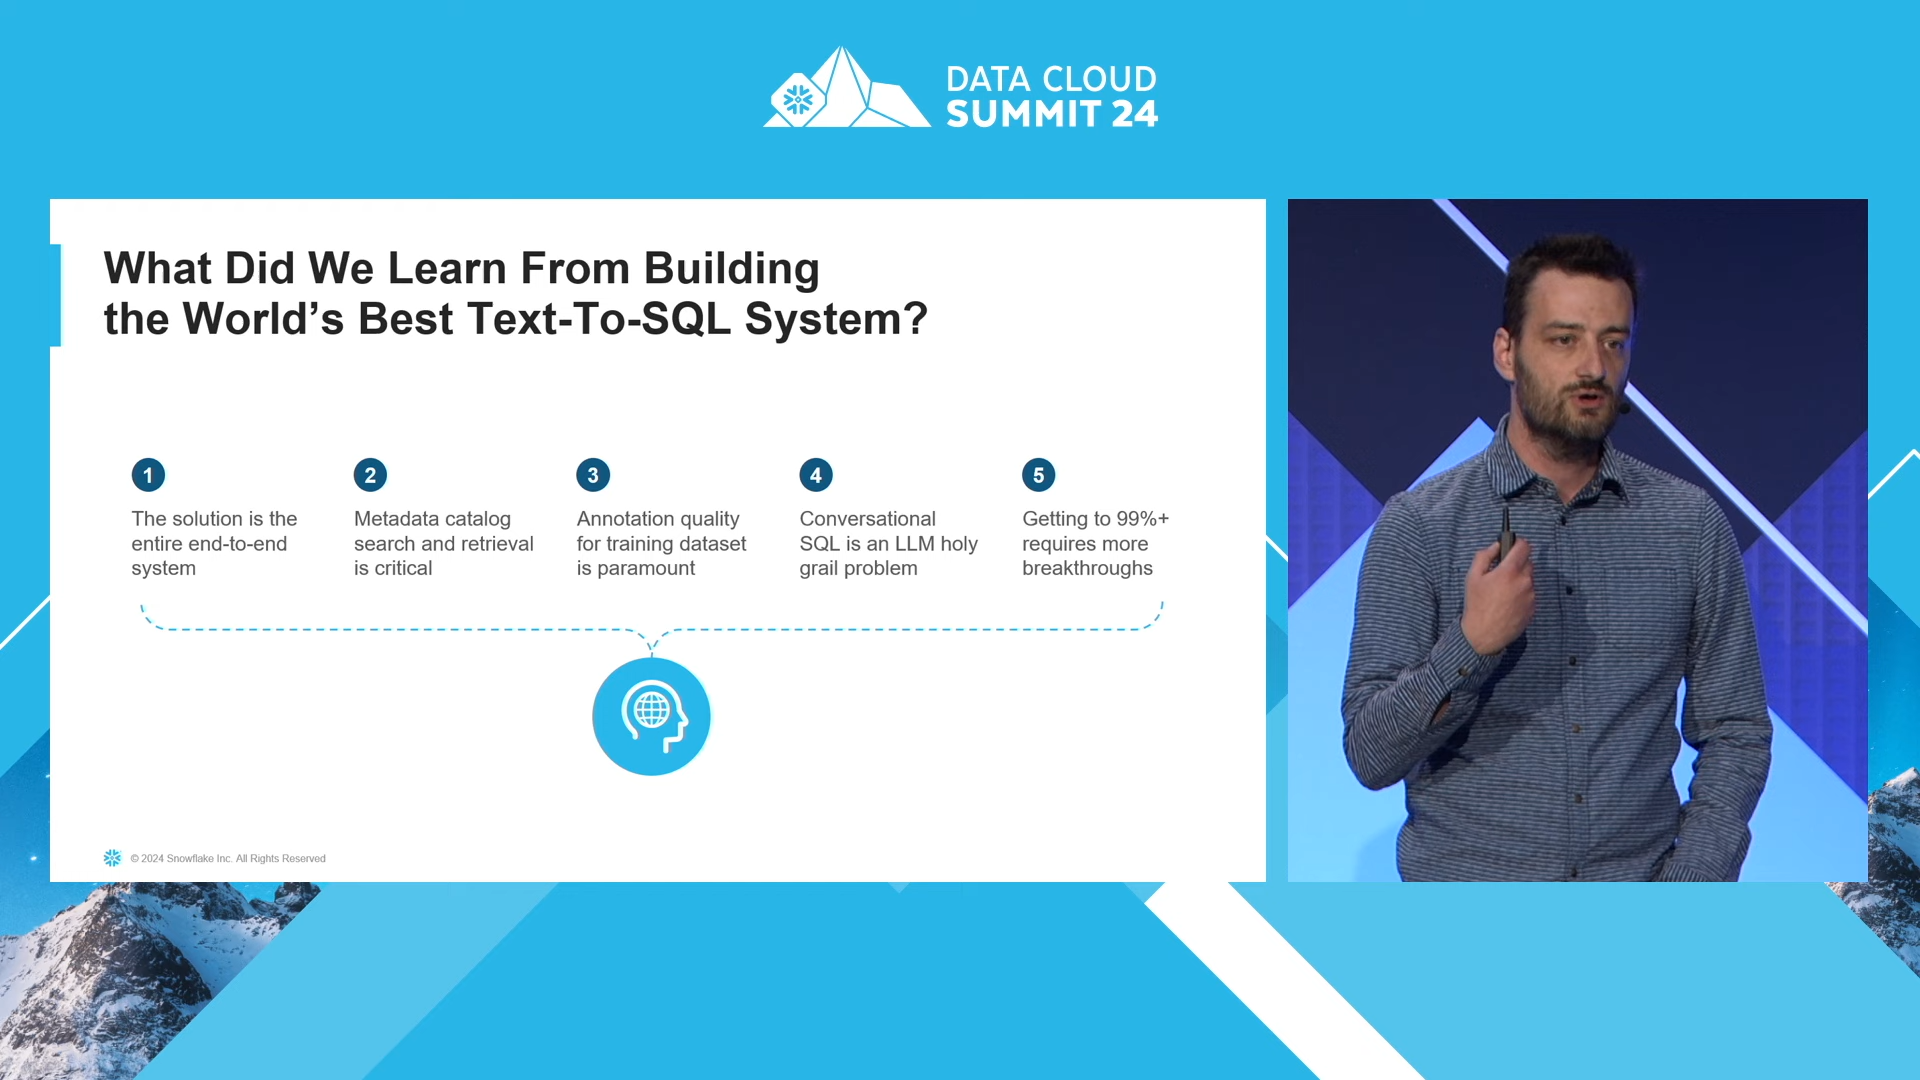 DATA CLOUD
SUMMIT 24
What Did We Learn From Building
the World’s Best Text-To-SQL System?
1
The solution is the
entire end-to-end
system
2
Metadata catalog
search and retrieval
is critical
3
Annotation quality
for training dataset
is paramount
4
Conversational
SQL is an LLM holy
grail problem
5
Getting to 99%+
requires more
breakthroughs
© 2024 Snowflake Inc. All Rights Reserved